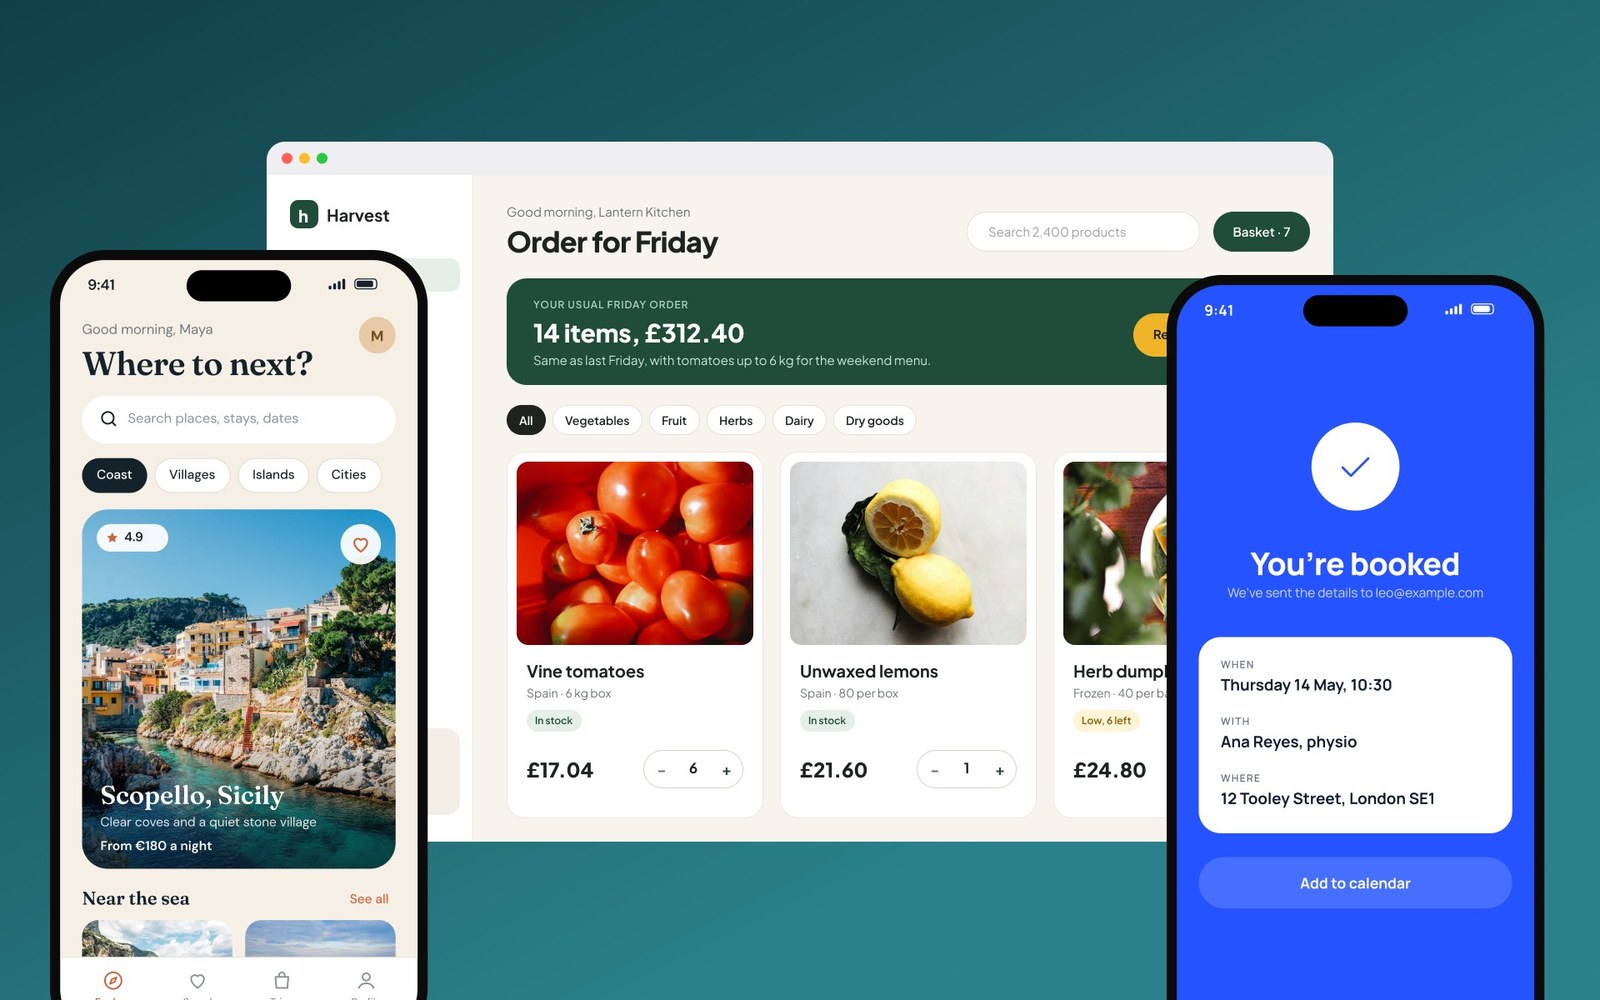 h Harvest
Good morning, Lantern Kitchen
Order for Friday
Search 2,400 products
Basket · 7
YOUR USUAL FRIDAY ORDER
14 items, £312.40
Same as last Friday, with tomatoes up to 6 kg for the weekend menu.
All Vegetables Fruit Herbs Dairy Dry goods
Vine tomatoes
Spain · 6 kg box
In stock
£17.04 − 6 +
Unwaxed lemons
Spain · 80 per box
In stock
£21.60 − 1 +
Herb
Frozen · 40 per
Low, 6 left
£24.80
9:41
Good morning, Maya
M
Where to next?
Search places, stays, dates
Coast Villages Islands Cities
4.9
Scopello, Sicily
Clear coves and a quiet stone village
From €180 a night
Near the sea
See all
9:41
You’re booked
We’ve sent the details to leo@example.com
WHEN
Thursday 14 May, 10:30
WITH
Ana Reyes, physio
WHERE
12 Tooley Street, London SE1
Add to calendar